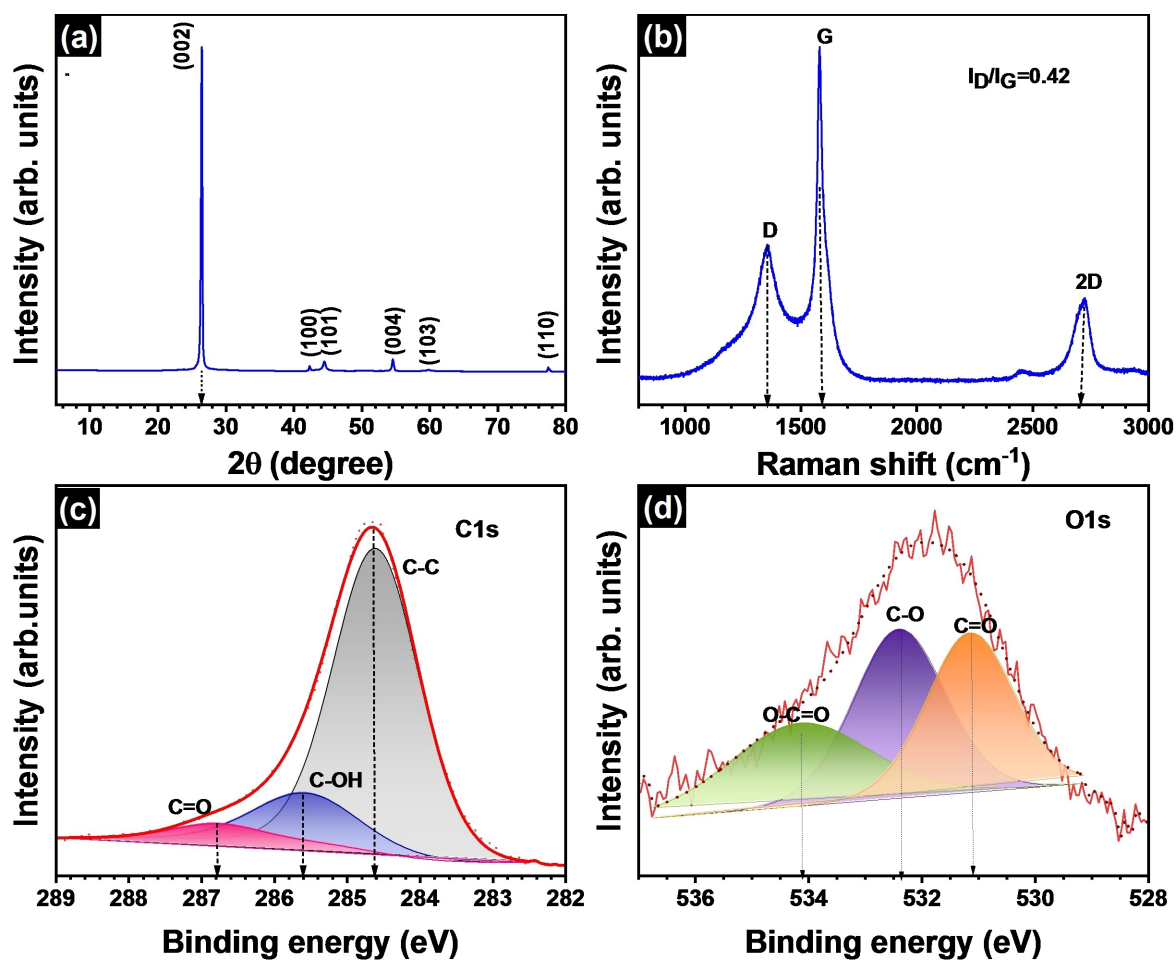 (a)
(002)
(100)
(101)
(004)
(103)
(110)
Intensity (arb. units)
10 20 30 40 50 60 70 80
2θ (degree)
(b)
G
I_D/I_G=0.42
D
2D
Intensity (arb. units)
1000 1500 2000 2500 3000
Raman shift (cm⁻¹)
(c)
C1s
C-C
C-OH
C=O
Intensity (arb.units)
289 288 287 286 285 284 283 282
Binding energy (eV)
(d)
O1s
C-O
C=O
O-C=O
Intensity (arb. units)
536 534 532 530 528
Binding energy (eV)